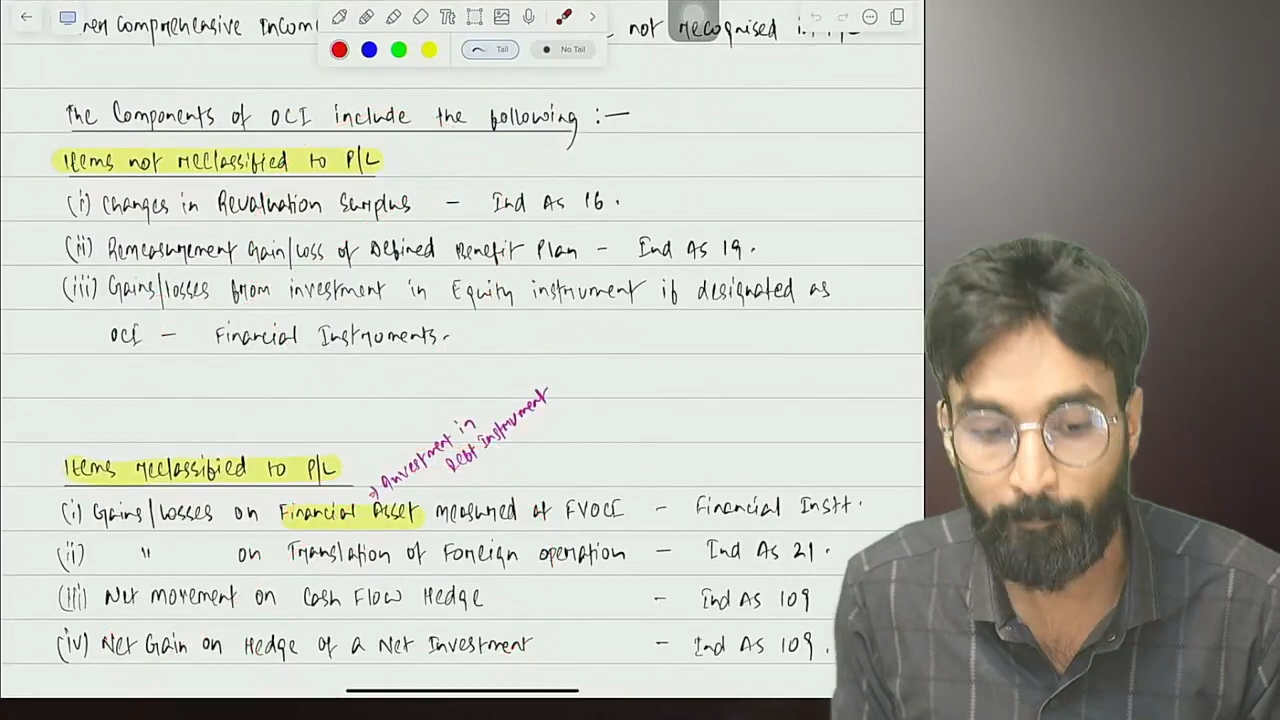 Comprehensive
not recognised
Tail
No Tail
The Components of OCI include the following :-
Items not reclassified to P/L
(i) Changes in Revaluation Surplus - Ind As 16.
(ii) Remeasurement Gain/Loss of Defined Benefit Plan - Ind AS 19.
(iii) Gains/losses from investment in Equity instrument if designated as
OCI - Financial Instruments.
Investment in
Debt Instrument
Items reclassified to P/L
(i) Gains/Losses on Financial Asset measured at FVOCI - Financial Instt.
(ii) " on Translation of Foreign operation - Ind As 21.
(iii) Net movement on Cash Flow Hedge - Ind As 109
(iv) Net Gain on Hedge of a Net Investment - Ind AS 109.